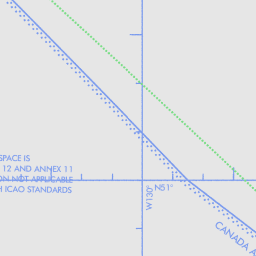 SPACE IS
12 AND ANNEX 11
ON NOT APPLICABLE
H ICAO STANDARDS
N51°
W130°
CANADA A